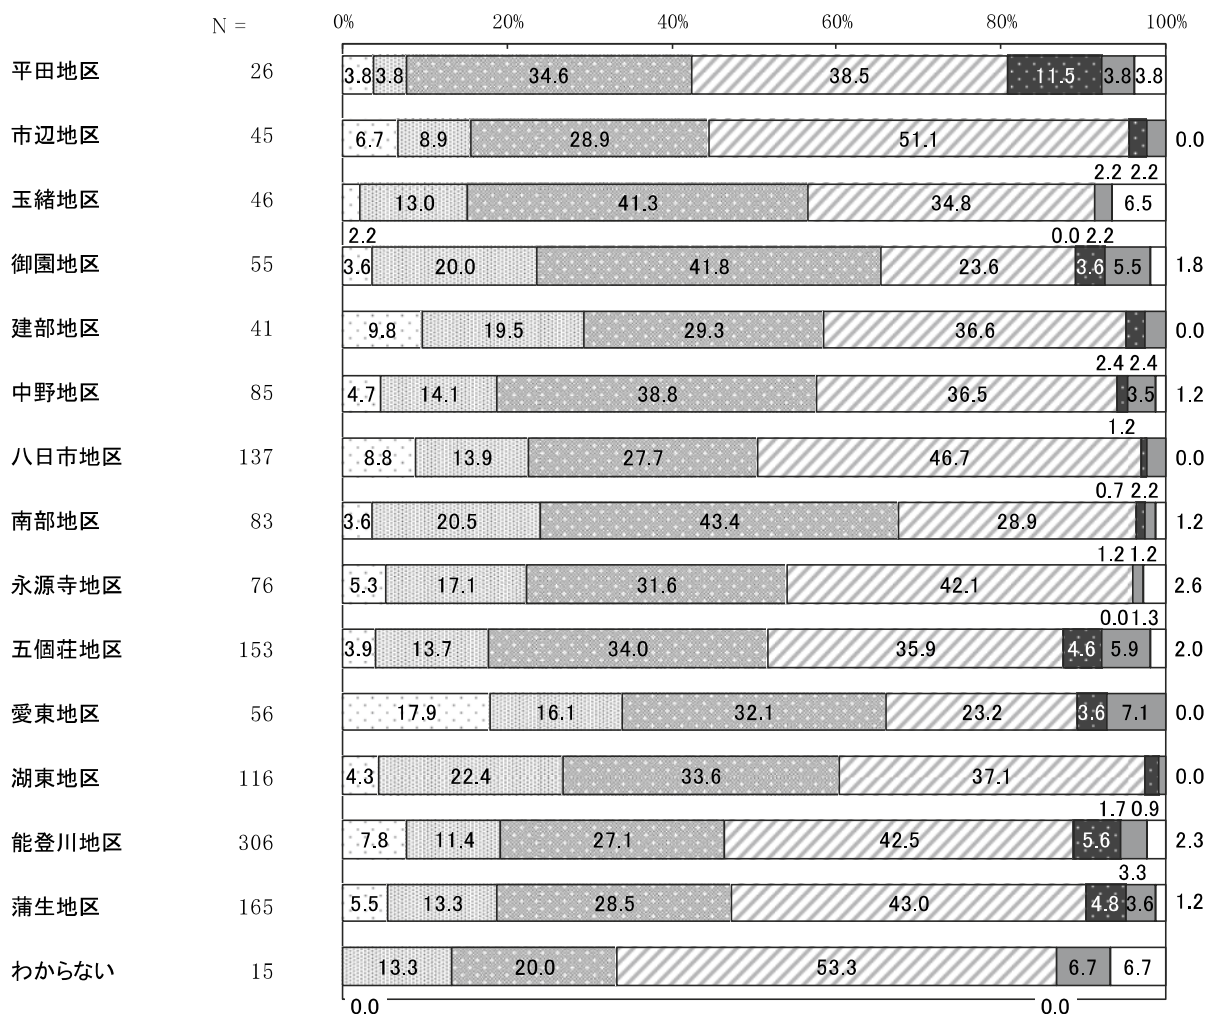 N =
0% 20% 40% 60% 80% 100%
平田地区 26 3.8 3.8 34.6 38.5 11.5 3.8 3.8
市辺地区 45 6.7 8.9 28.9 51.1 0.0
2.2 2.2
玉緒地区 46 13.0 41.3 34.8 6.5
2.2 0.0 2.2
御園地区 55 3.6 20.0 41.8 23.6 3.6 5.5 1.8
建部地区 41 9.8 19.5 29.3 36.6 0.0
2.4 2.4
中野地区 85 4.7 14.1 38.8 36.5 3.5 1.2
1.2
八日市地区 137 8.8 13.9 27.7 46.7 0.0
0.7 2.2
南部地区 83 3.6 20.5 43.4 28.9 1.2
1.2 1.2
永源寺地区 76 5.3 17.1 31.6 42.1 2.6
0.0 1.3
五個荘地区 153 3.9 13.7 34.0 35.9 4.6 5.9 2.0
愛東地区 56 17.9 16.1 32.1 23.2 3.6 7.1 0.0
湖東地区 116 4.3 22.4 33.6 37.1 0.0
1.7 0.9
能登川地区 306 7.8 11.4 27.1 42.5 5.6 2.3
3.3
蒲生地区 165 5.5 13.3 28.5 43.0 4.8 3.6 1.2
わからない 15 13.3 20.0 53.3 6.7 6.7
0.0 0.0